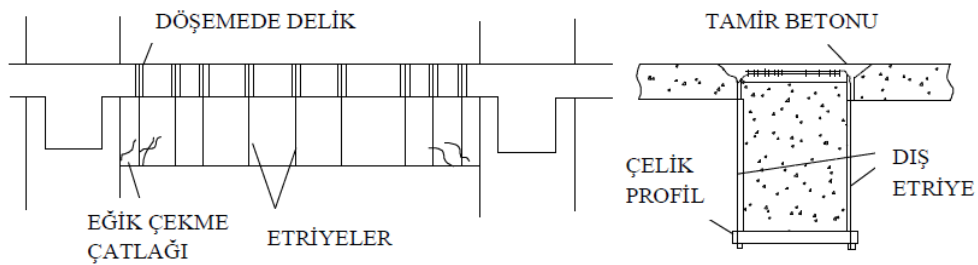 DÖŞEMEDE DELİK
EĞİK ÇEKME
ÇATLAĞI
ETRİYELER
TAMİR BETONU
ÇELİK
PROFİL
DIŞ
ETRİYE